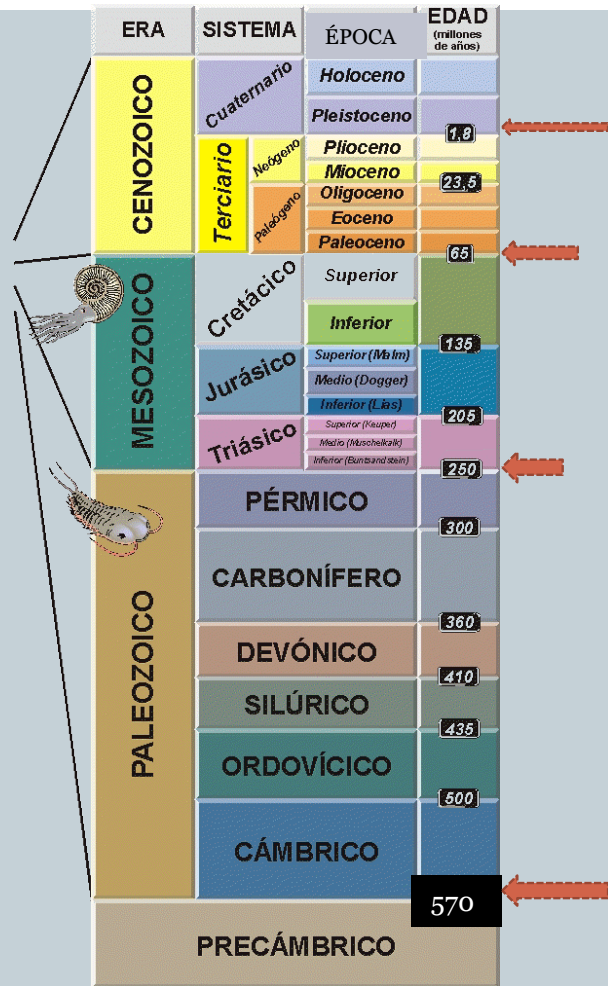 ERA SISTEMA ÉPOCA EDAD
(millones
de años)
CENOZOICO
Cuaternario
Holoceno
Pleistoceno
1,8
Terciario
Neógeno
Plioceno
Mioceno
23,5
Paleógeno
Oligoceno
Eoceno
Paleoceno
65
MESOZOICO
Cretácico
Superior
Inferior
135
Jurásico
Superior (Malm)
Medio (Dogger)
Inferior (Lias)
205
Triásico
Superior (Keuper)
Medio (Muschelkalk)
Inferior (Buntsandstein)
250
PALEOZOICO
PÉRMICO
300
CARBONÍFERO
360
DEVÓNICO
410
SILÚRICO
435
ORDOVÍCICO
500
CÁMBRICO
570
PRECÁMBRICO